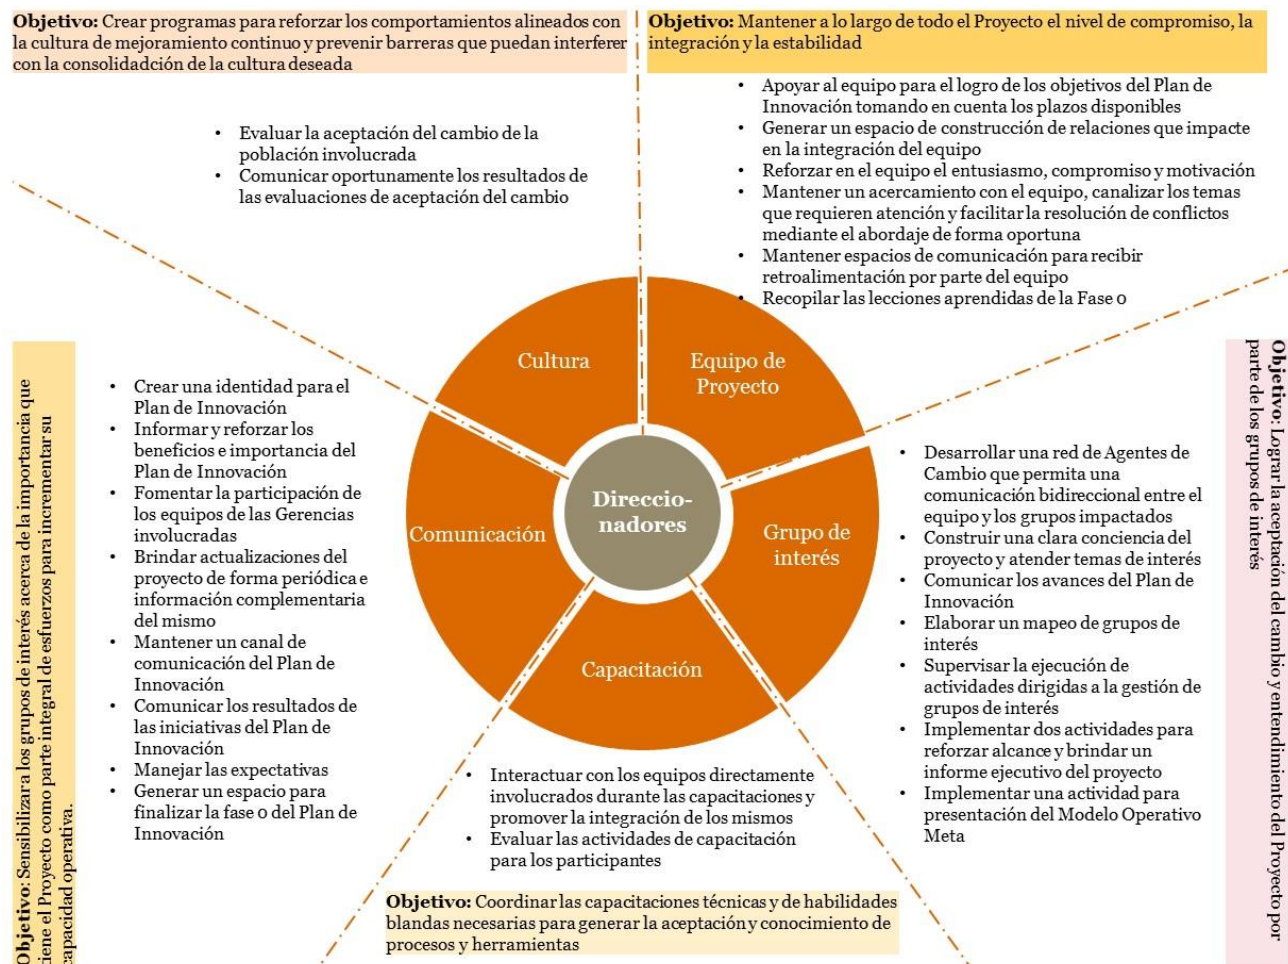 Objetivo: Crear programas para reforzar los comportamientos alineados con
la cultura de mejoramiento continuo y prevenir barreras que puedan interferer
con la consolidadción de la cultura deseada
Objetivo: Mantener a lo largo de todo el Proyecto el nivel de compromiso, la
integración y la estabilidad
• Evaluar la aceptación del cambio de la
población involucrada
• Comunicar oportunamente los resultados de
las evaluaciones de aceptación del cambio
• Apoyar al equipo para el logro de los objetivos del Plan de
Innovación tomando en cuenta los plazos disponibles
• Generar un espacio de construcción de relaciones que impacte
en la integración del equipo
• Reforzar en el equipo el entusiasmo, compromiso y motivación
• Mantener un acercamiento con el equipo, canalizar los temas
que requieren atención y facilitar la resolución de conflictos
mediante el abordaje de forma oportuna
• Mantener espacios de comunicación para recibir
retroalimentación por parte del equipo
• Recopilar las lecciones aprendidas de la Fase 0
Cultura
Equipo de
Proyecto
Direccio-
nadores
Comunicación
Grupo de
interés
Capacitación
Objetivo: Sensibilizar a los grupos de interés acerca de la importancia que
tiene el Proyecto como parte integral de esfuerzos para incrementar su
capacidad operativa.
• Crear una identidad para el
Plan de Innovación
• Informar y reforzar los
beneficios e importancia del
Plan de Innovación
• Fomentar la participación de
los equipos de las Gerencias
involucradas
• Brindar actualizaciones del
proyecto de forma periódica e
información complementaria
del mismo
• Mantener un canal de
comunicación del Plan de
Innovación
• Comunicar los resultados de
las iniciativas del Plan de
Innovación
• Manejar las expectativas
• Generar un espacio para
finalizar la fase 0 del Plan de
Innovación
• Desarrollar una red de Agentes de
Cambio que permita una
comunicación bidireccional entre el
equipo y los grupos impactados
• Construir una clara conciencia del
proyecto y atender temas de interés
• Comunicar los avances del Plan de
Innovación
• Elaborar un mapeo de grupos de
interés
• Supervisar la ejecución de
actividades dirigidas a la gestión de
grupos de interés
• Implementar dos actividades para
reforzar alcance y brindar un
informe ejecutivo del proyecto
• Implementar una actividad para
presentación del Modelo Operativo
Meta
Objetivo: Lograr la aceptación del cambio y entendimiento del Proyecto por
parte de los grupos de interés
• Interactuar con los equipos directamente
involucrados durante las capacitaciones y
promover la integración de los mismos
• Evaluar las actividades de capacitación
para los participantes
Objetivo: Coordinar las capacitaciones técnicas y de habilidades
blandas necesarias para generar la aceptación y conocimiento de
procesos y herramientas